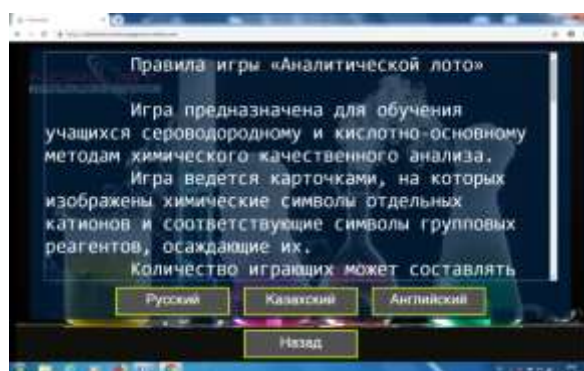 Правила игры «Аналитической лото»
Игра предназначена для обучения
учащихся сероводородному и кислотно-основному
методам химического качественного анализа.
Игра ведется карточками, на которых
изображены химические символы отдельных
катионов и соответствующие символы групповых
реагентов, осаждающие их.
Количество играющих может составлять
Русский
Казахский
Английский
Назад